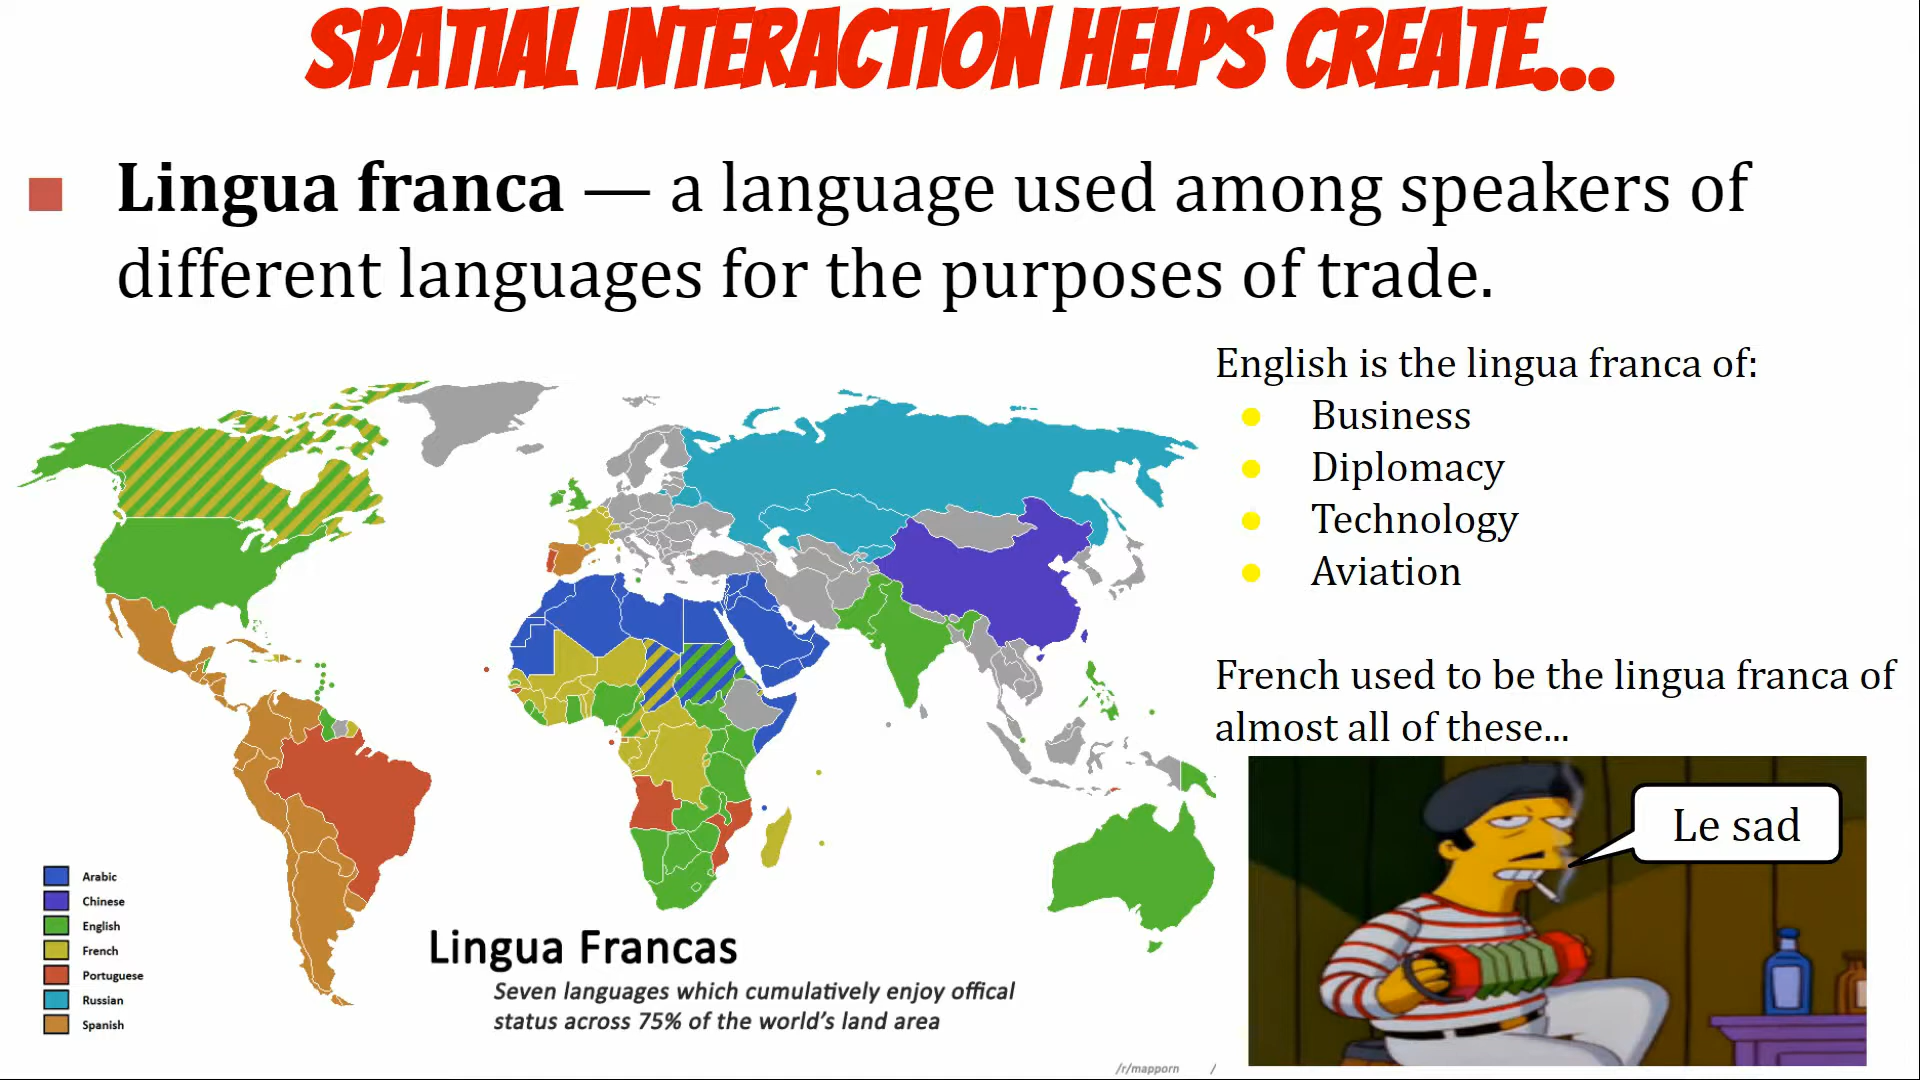 SPATIAL INTERACTION HELPS CREATE...
Lingua franca — a language used among speakers of
different languages for the purposes of trade.
English is the lingua franca of:
Business
Diplomacy
Technology
Aviation
French used to be the lingua franca of
almost all of these...
Le sad
Arabic
Chinese
English
French
Portuguese
Russian
Spanish
Lingua Francas
Seven languages which cumulatively enjoy offical
status across 75% of the world's land area
/r/mapporn /